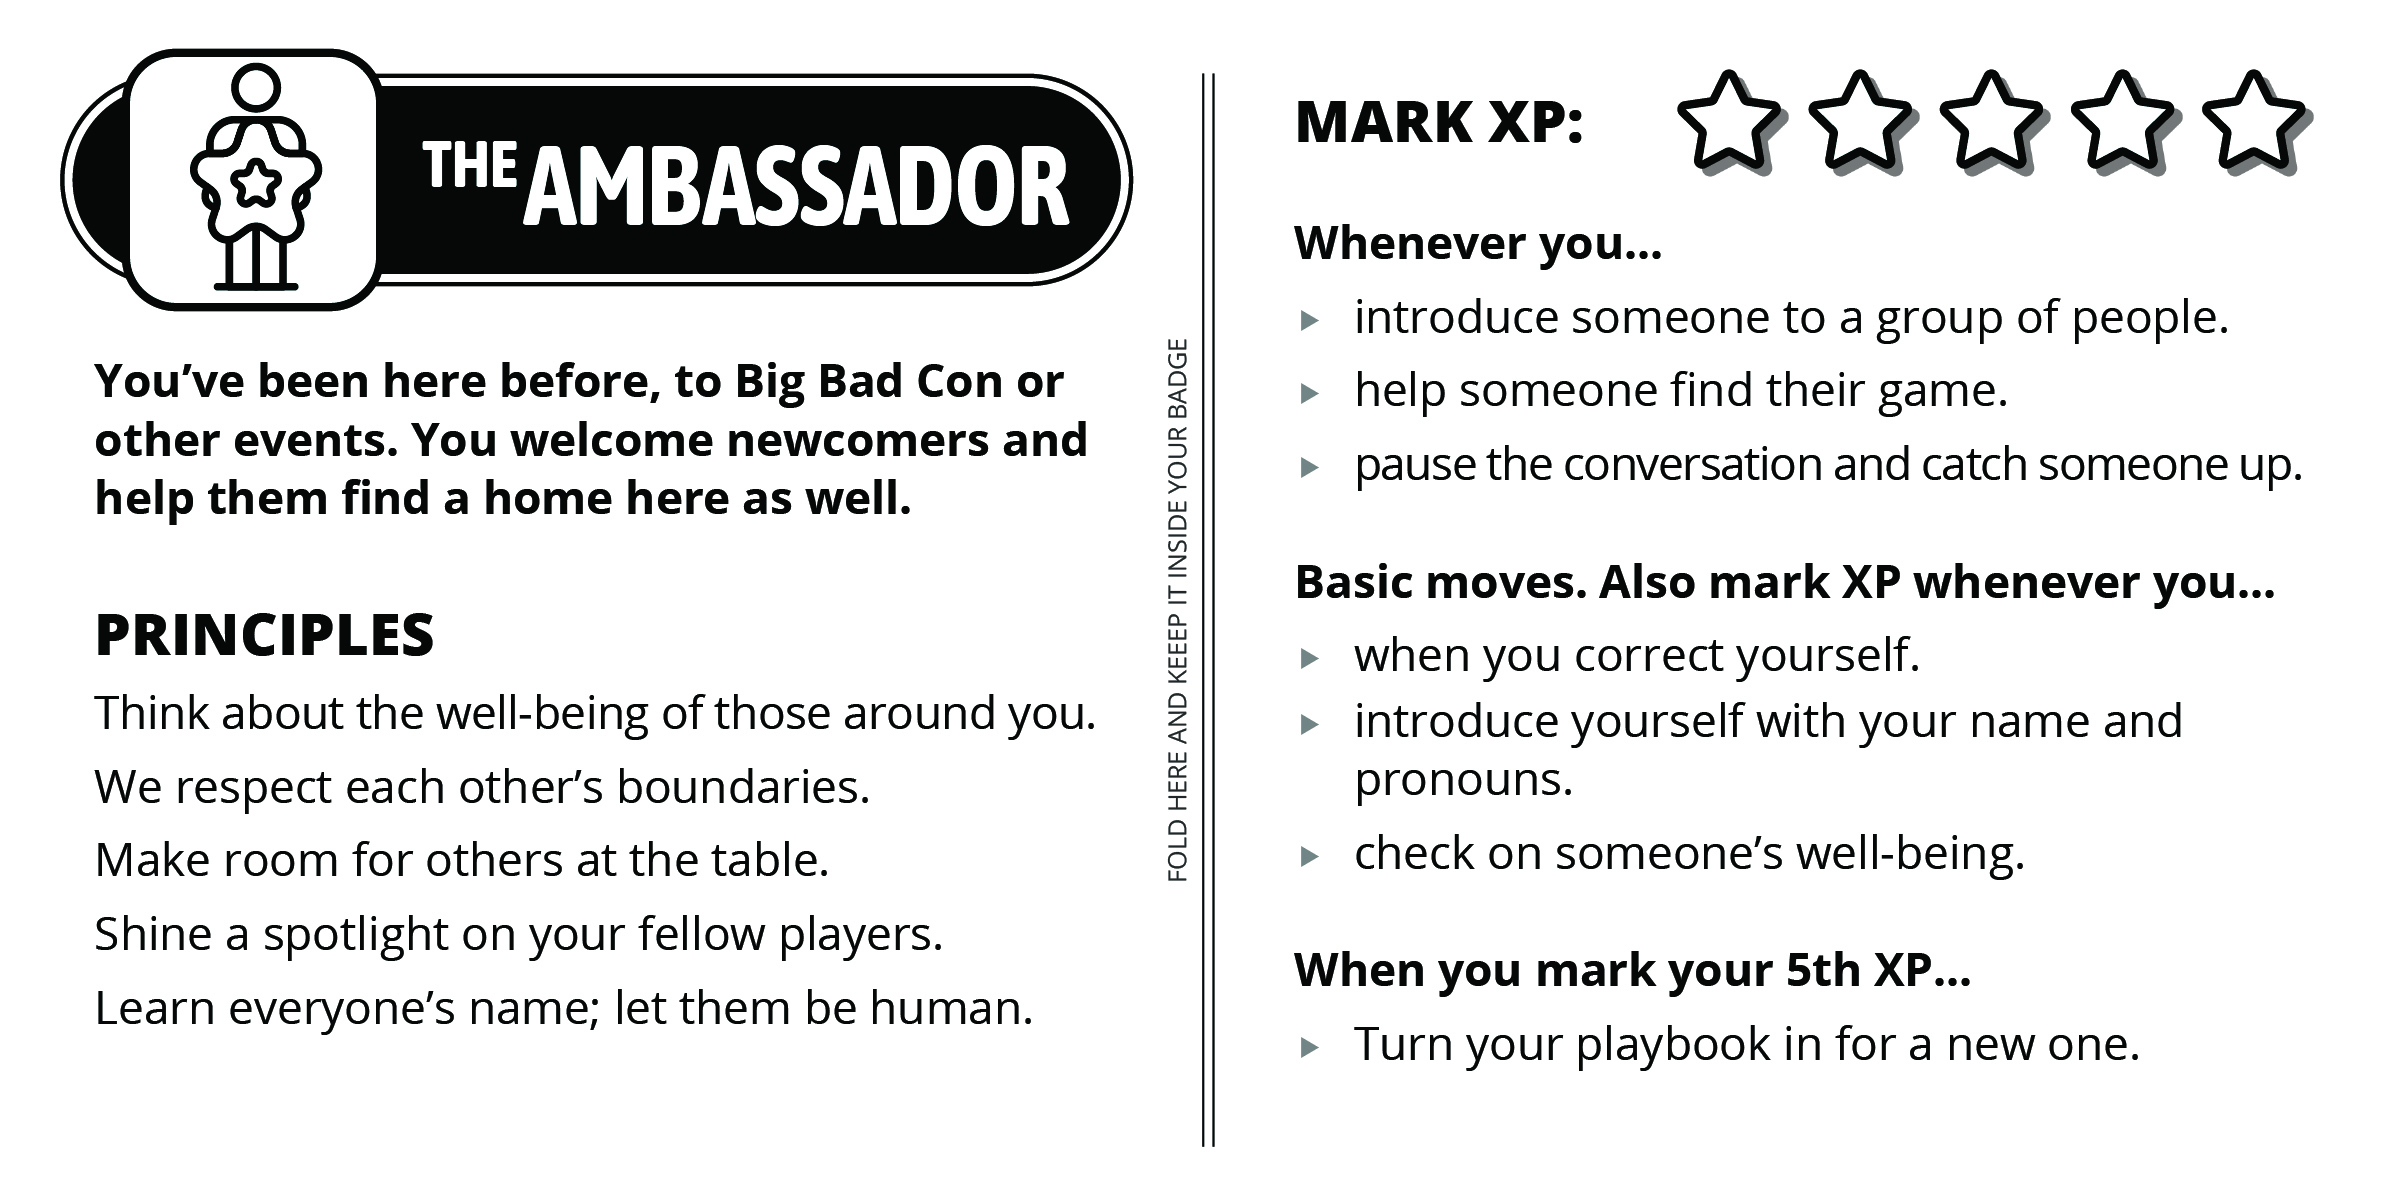 THE AMBASSADOR
You’ve been here before, to Big Bad Con or
other events. You welcome newcomers and
help them find a home here as well.
PRINCIPLES
Think about the well-being of those around you.
We respect each other’s boundaries.
Make room for others at the table.
Shine a spotlight on your fellow players.
Learn everyone’s name; let them be human.
FOLD HERE AND KEEEP IT INSIDE YOUR BADGE
MARK XP:
Whenever you...
introduce someone to a group of people.
help someone find their game.
pause the conversation and catch someone up.
Basic moves. Also mark XP whenever you...
when you correct yourself.
introduce yourself with your name and
pronouns.
check on someone’s well-being.
When you mark your 5th XP...
Turn your playbook in for a new one.